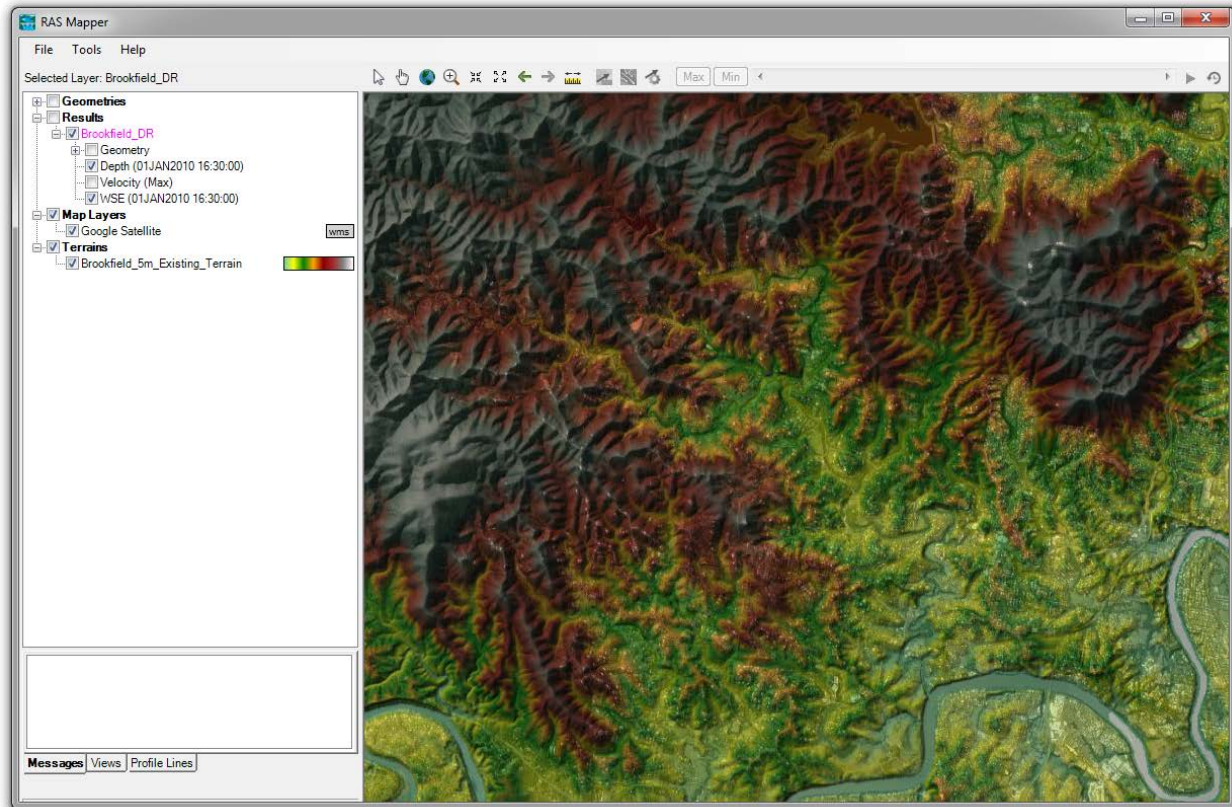 RAS Mapper
File Tools Help
Selected Layer: Brookfield_DR
Max Min
Geometries
Results
Brookfield_DR
Geometry
Depth (01JAN2010 16:30:00)
Velocity (Max)
WSE (01JAN2010 16:30:00)
Map Layers
Google Satellite wms
Terrains
Brookfield_5m_Existing_Terrain
Messages Views Profile Lines